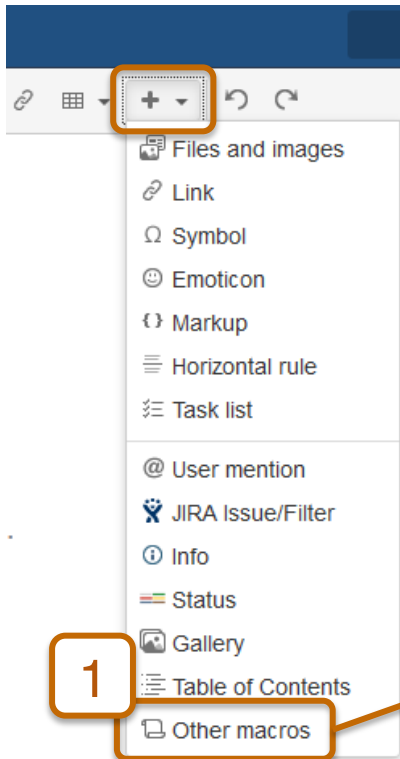 Files and images
Link
Symbol
Emoticon
Markup
Horizontal rule
Task list
@ User mention
JIRA Issue/Filter
Info
Status
Gallery
1
Table of Contents
Other macros